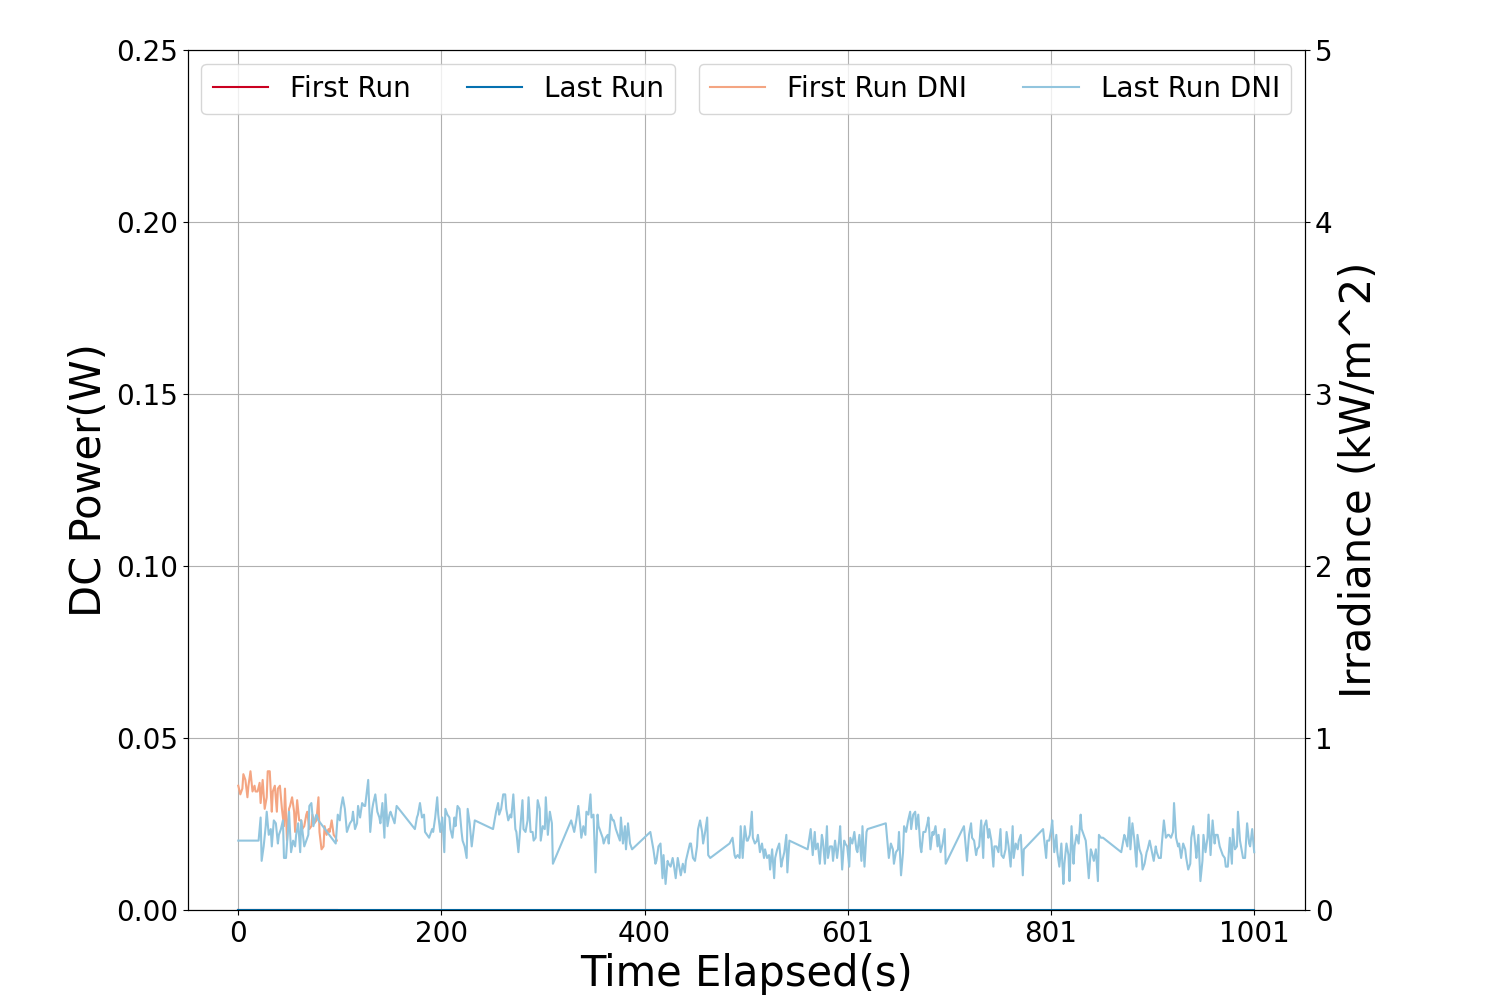 First Run
Last Run
First Run DNI
Last Run DNI
DC Power(W)
0.25
0.20
0.15
0.10
0.05
0.00
5
4
3
2
1
0
Irradiance (kW/m^2)
0 200 400 601 801 1001
Time Elapsed(s)